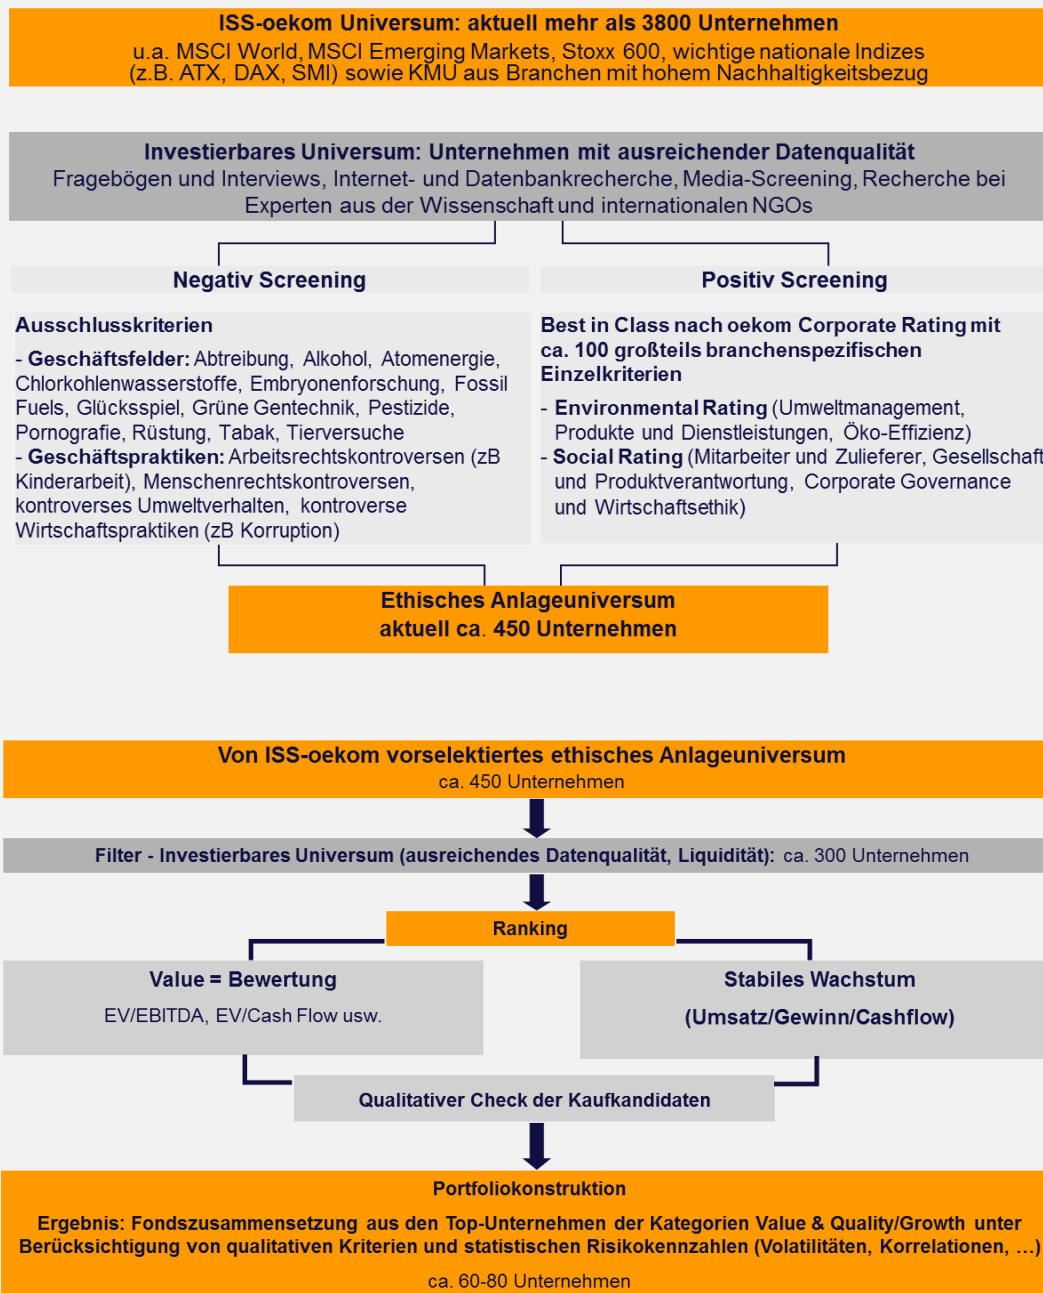 ISS-oekom Universum: aktuell mehr als 3800 Unternehmen
u.a. MSCI World, MSCI Emerging Markets, Stoxx 600, wichtige nationale Indizes
(z.B. ATX, DAX, SMI) sowie KMU aus Branchen mit hohem Nachhaltigkeitsbezug
Investierbares Universum: Unternehmen mit ausreichender Datenqualität
Fragebögen und Interviews, Internet- und Datenbankrecherche, Media-Screening, Recherche bei
Experten aus der Wissenschaft und internationalen NGOs
Negativ Screening
Ausschlusskriterien
- Geschäftsfelder: Abtreibung, Alkohol, Atomenergie,
Chlorkohlenwasserstoffe, Embryonenforschung, Fossil
Fuels, Glücksspiel, Grüne Gentechnik, Pestizide,
Pornografie, Rüstung, Tabak, Tierversuche
- Geschäftspraktiken: Arbeitsrechtskontroversen (zB
Kinderarbeit), Menschenrechtskontroversen,
kontroverses Umweltverhalten, kontroverse
Wirtschaftspraktiken (zB Korruption)
Positiv Screening
Best in Class nach oekom Corporate Rating mit
ca. 100 großteils branchenspezifischen
Einzelkriterien
- Environmental Rating (Umweltmanagement,
Produkte und Dienstleistungen, Öko-Effizienz)
- Social Rating (Mitarbeiter und Zulieferer, Gesellschaft
und Produktverantwortung, Corporate Governance
und Wirtschaftsethik)
Ethisches Anlageuniversum
aktuell ca. 450 Unternehmen
Von ISS-oekom vorselektiertes ethisches Anlageuniversum
ca. 450 Unternehmen
Filter - Investierbares Universum (ausreichendes Datenqualität, Liquidität): ca. 300 Unternehmen
Ranking
Value = Bewertung
EV/EBITDA, EV/Cash Flow usw.
Stabiles Wachstum
(Umsatz/Gewinn/Cashflow)
Qualitativer Check der Kaufkandidaten
Portfoliokonstruktion
Ergebnis: Fondszusammensetzung aus den Top-Unternehmen der Kategorien Value & Quality/Growth unter
Berücksichtigung von qualitativen Kriterien und statistischen Risikokennzahlen (Volatilitäten, Korrelationen, …)
ca. 60-80 Unternehmen